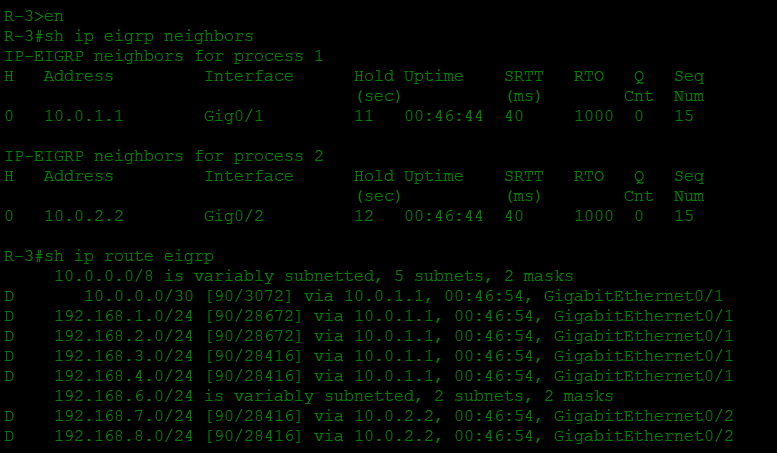 R-3>en
R-3#sh ip eigrp neighbors
IP-EIGRP neighbors for process 1
H   Address         Interface      Hold Uptime    SRTT   RTO   Q   Seq
                                   (sec)          (ms)        Cnt  Num
0   10.0.1.1        Gig0/1         11   00:46:44  40     1000  0   15
IP-EIGRP neighbors for process 2
H   Address         Interface      Hold Uptime    SRTT   RTO   Q   Seq
                                   (sec)          (ms)        Cnt  Num
0   10.0.2.2        Gig0/2         12   00:46:44  40     1000  0   15
R-3#sh ip route eigrp
     10.0.0.0/8 is variably subnetted, 5 subnets, 2 masks
D       10.0.0.0/30 [90/3072] via 10.0.1.1, 00:46:54, GigabitEthernet0/1
D    192.168.1.0/24 [90/28672] via 10.0.1.1, 00:46:54, GigabitEthernet0/1
D    192.168.2.0/24 [90/28672] via 10.0.1.1, 00:46:54, GigabitEthernet0/1
D    192.168.3.0/24 [90/28416] via 10.0.1.1, 00:46:54, GigabitEthernet0/1
D    192.168.4.0/24 [90/28416] via 10.0.1.1, 00:46:54, GigabitEthernet0/1
     192.168.6.0/24 is variably subnetted, 2 subnets, 2 masks
D    192.168.7.0/24 [90/28416] via 10.0.2.2, 00:46:54, GigabitEthernet0/2
D    192.168.8.0/24 [90/28416] via 10.0.2.2, 00:46:54, GigabitEthernet0/2